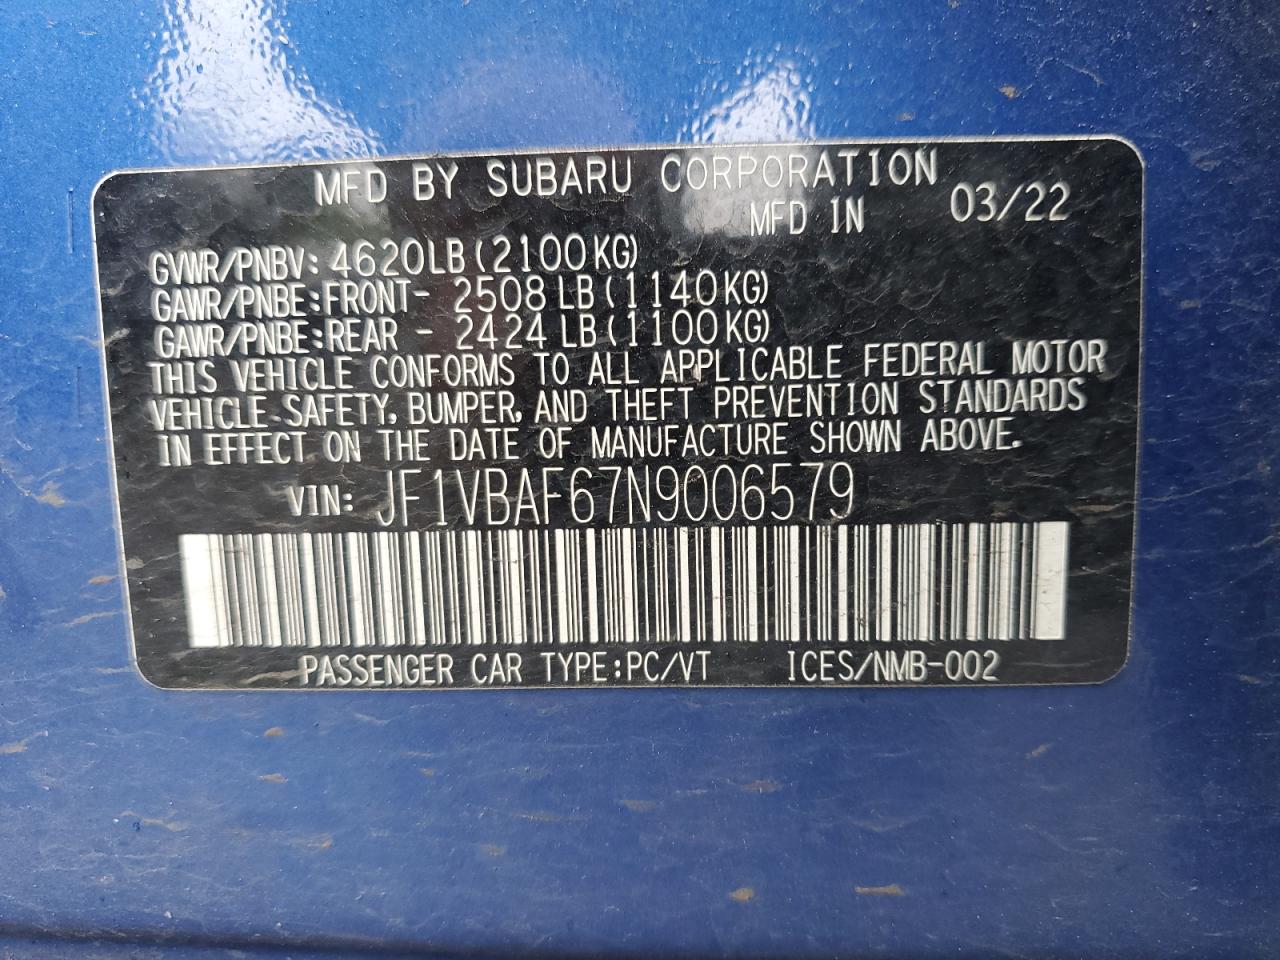 MFD BY SUBARU CORPORATION
MFD IN 03/22
GVWR/PNBV: 4620LB (2100KG)
GAWR/PNBE:FRONT- 2508 LB (1140KG)
GAWR/PNBE:REAR - 2424 LB (1100KG)
THIS VEHICLE CONFORMS TO ALL APPLICABLE FEDERAL MOTOR
VEHICLE SAFETY, BUMPER, AND THEFT PREVENTION STANDARDS
IN EFFECT ON THE DATE OF MANUFACTURE SHOWN ABOVE.
VIN: JF1VBAF67N9006579
PASSENGER CAR TYPE:PC/VT ICES/NMB-002